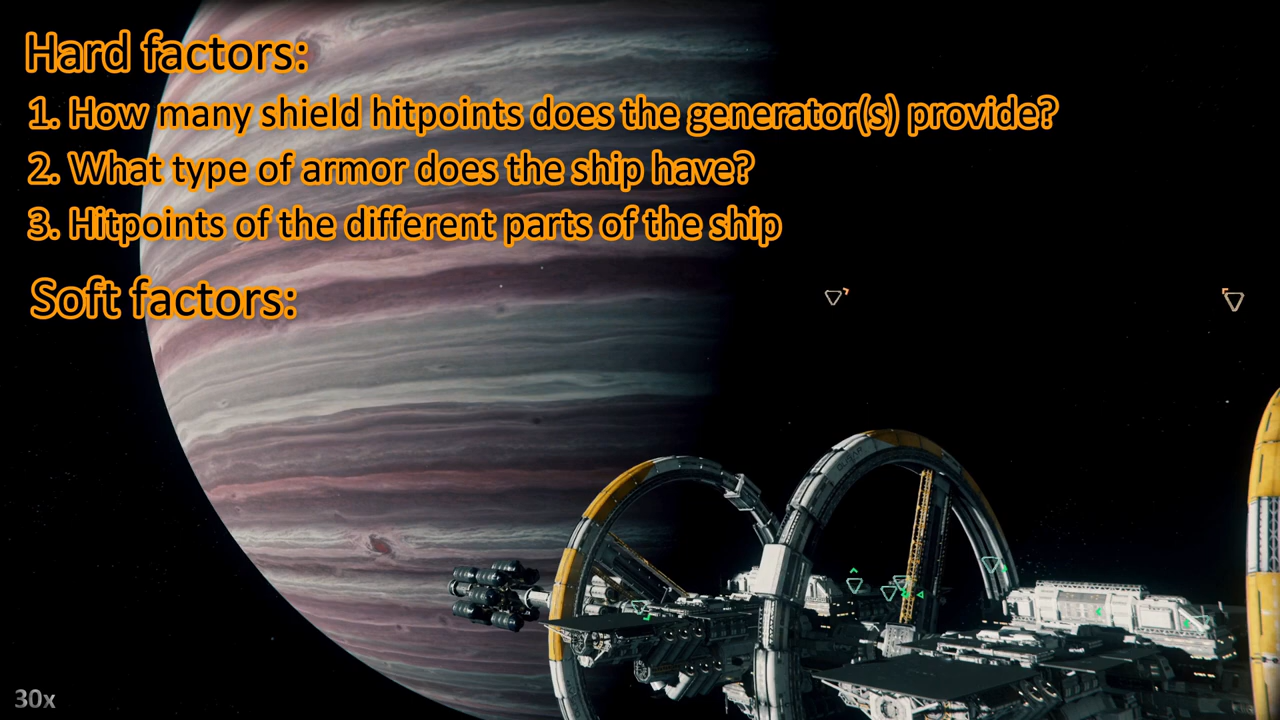 Hard factors:
1. How many shield hitpoints does the generator(s) provide?
2. What type of armor does the ship have?
3. Hitpoints of the different parts of the ship
Soft factors:
30x